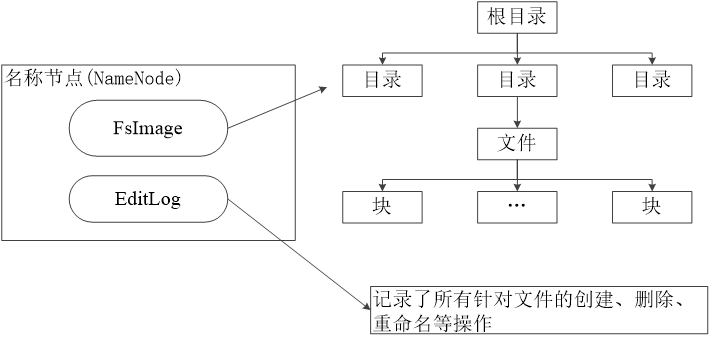 根目录
名称节点(NameNode)
目录 目录 目录
FsImage
文件
EditLog
块 … 块
记录了所有针对文件的创建、删除、
重命名等操作